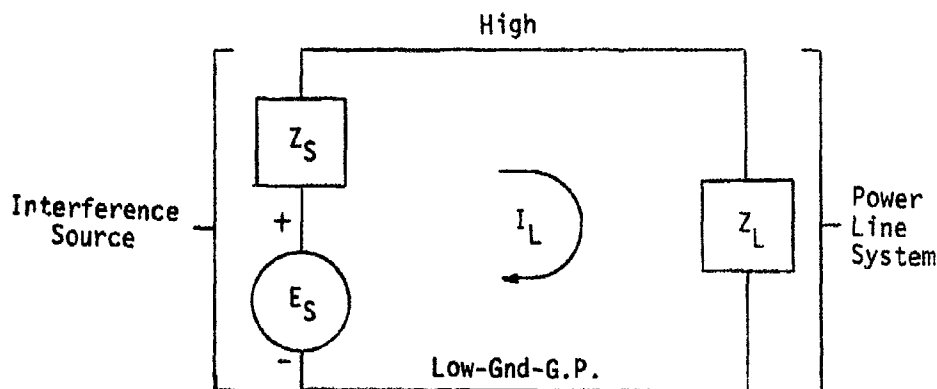 High
Z_S
Interference
Source
+
I_L
Z_L
Power
Line
System
E_S
-
Low-Gnd-G.P.